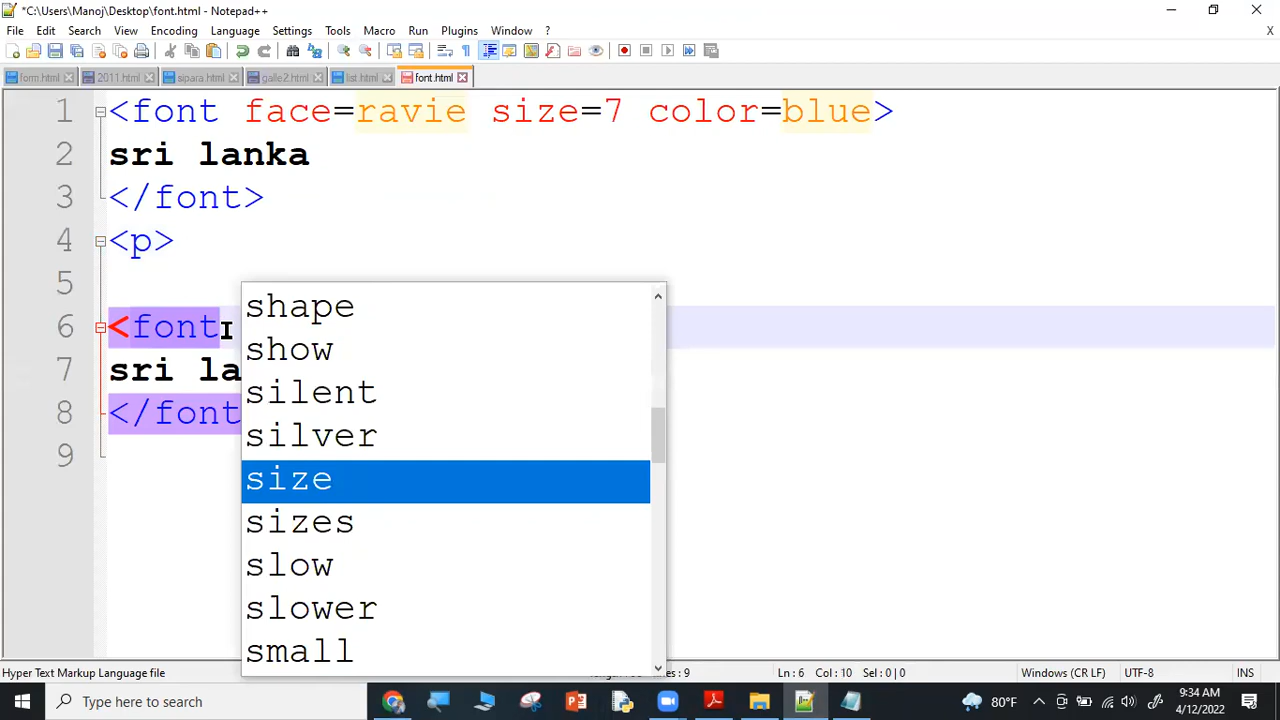 *C:\Users\Manoj\Desktop\font.html - Notepad++
File Edit Search View Encoding Language Settings Tools Macro Run Plugins Window ? X
form.html 2011.html sipara.html galle2.html list.html font.html
1 <font face=ravie size=7 color=blue>
2 sri lanka
3 </font>
4 <p>
5
6 <font
7 sri la
8 </font
9
shape
show
silent
silver
size
sizes
slow
slower
small
Hyper Text Markup Language file lines : 9 Ln : 6 Col : 10 Sel : 0 | 0 Windows (CR LF) UTF-8 INS
Type here to search 80°F 9:34 AM
4/12/2022